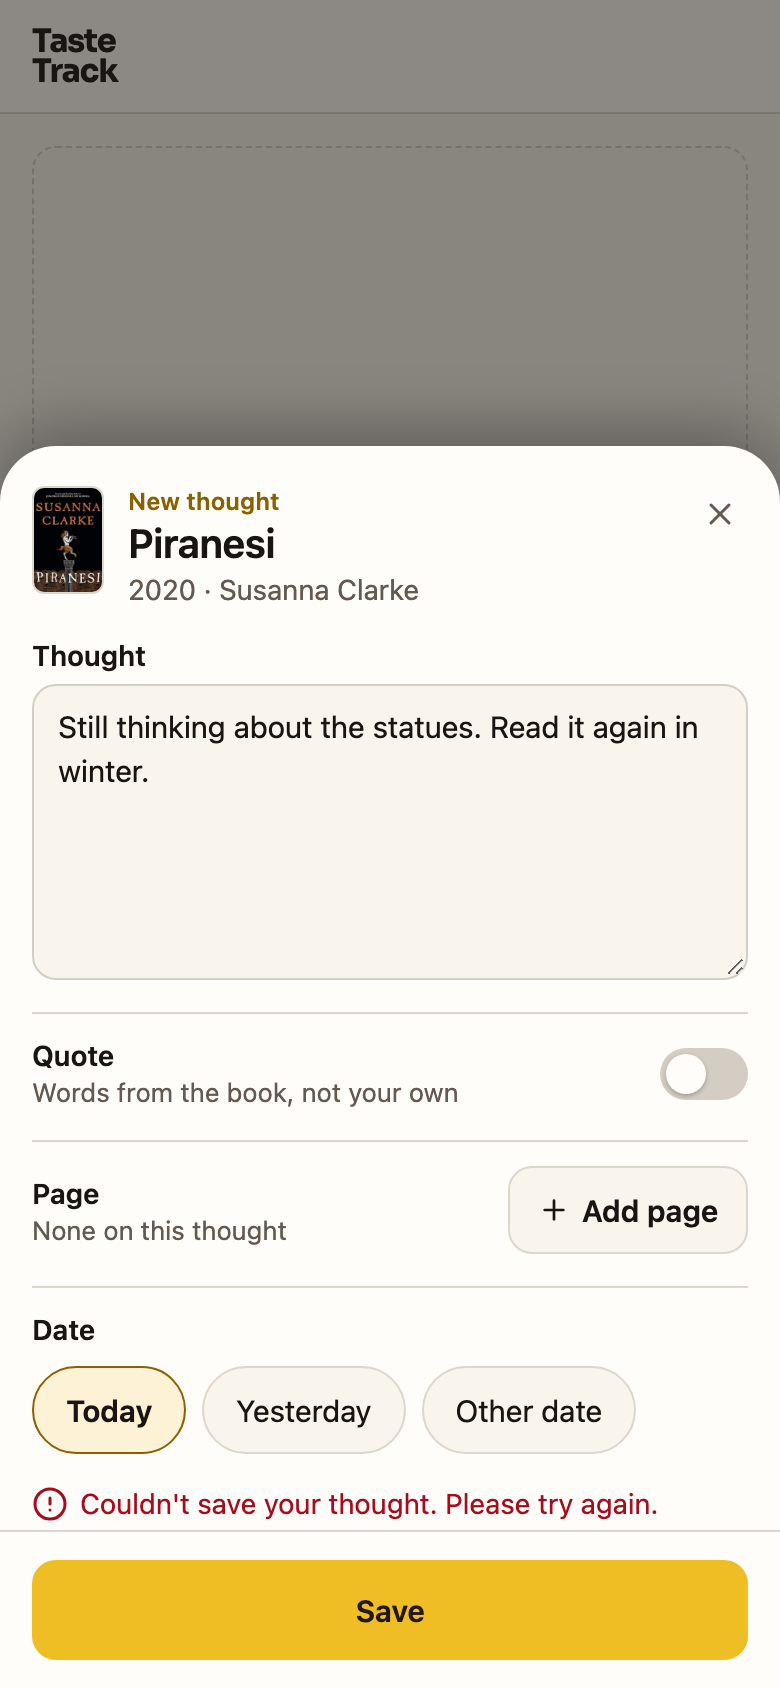 Taste
Track
SUSANNA
CLARKE
PIRANESI
New thought
Piranesi
2020 · Susanna Clarke
Thought
Still thinking about the statues. Read it again in
winter.
Quote
Words from the book, not your own
Page
None on this thought
+ Add page
Date
Today
Yesterday
Other date
Couldn't save your thought. Please try again.
Save